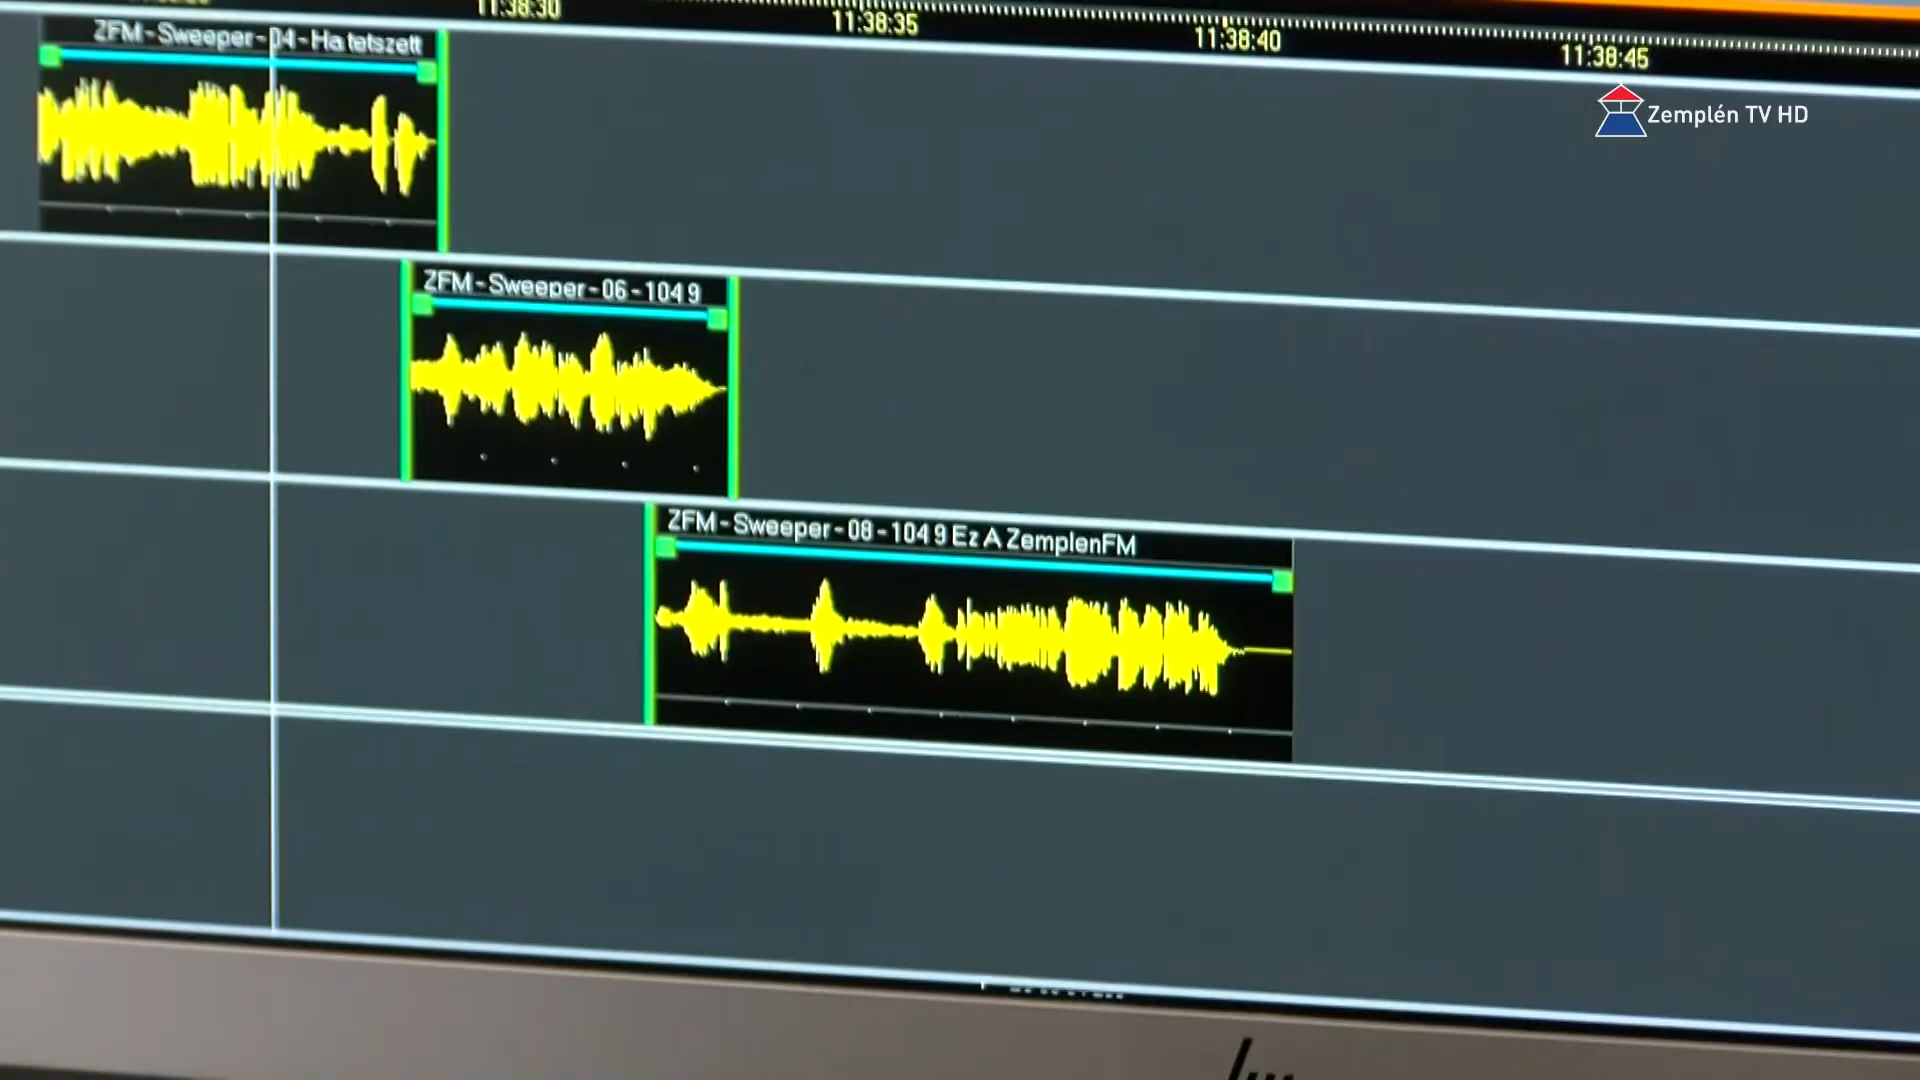 11:38:30
11:38:35
11:38:40
11:38:45
ZFM - Sweeper - 04 - Ha tetszett
Zemplén TV HD
ZFM - Sweeper - 06 - 104 9
ZFM - Sweeper - 08 - 104 9 Ez A ZemplenFM